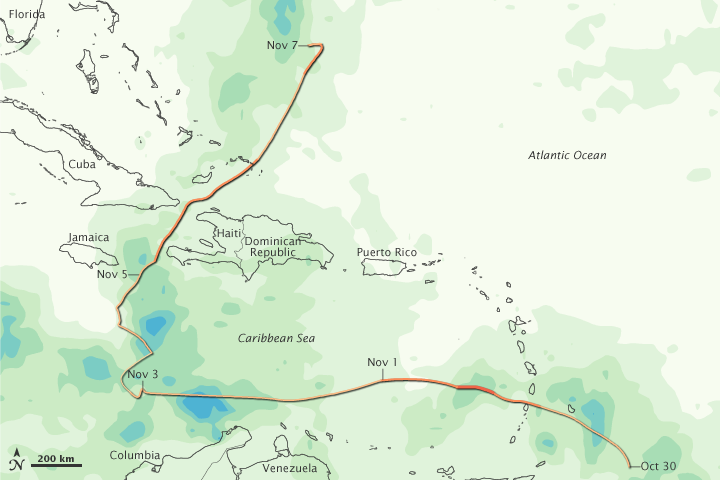 Florida
Nov 7
Atlantic Ocean
Cuba
Jamaica
Haiti
Dominican
Republic
Puerto Rico
Nov 5
Caribbean Sea
Nov 1
Nov 3
Columbia
Venezuela
Oct 30
N
200 km